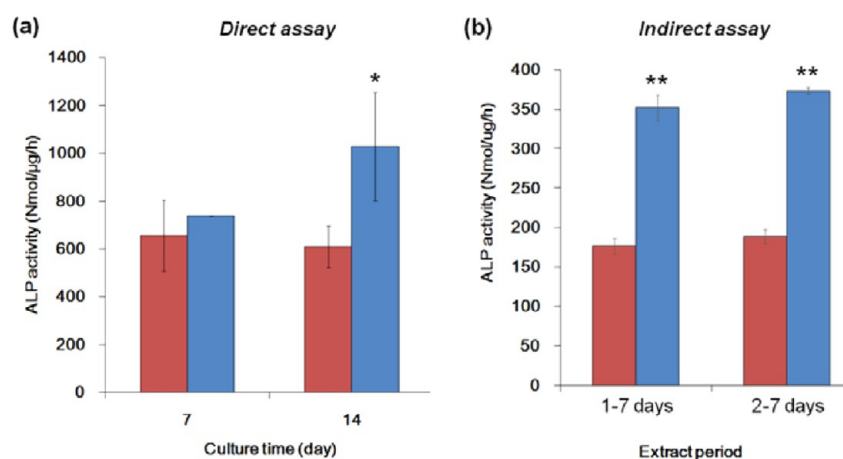 (a) Direct assay
ALP activity (Nmol/μg/h)
1400
1200
1000
800
600
400
200
0
*
7 14
Culture time (day)
(b) Indirect assay
ALP activity (Nmol/ug/h)
400
350
300
250
200
150
100
50
0
** **
1-7 days 2-7 days
Extract period